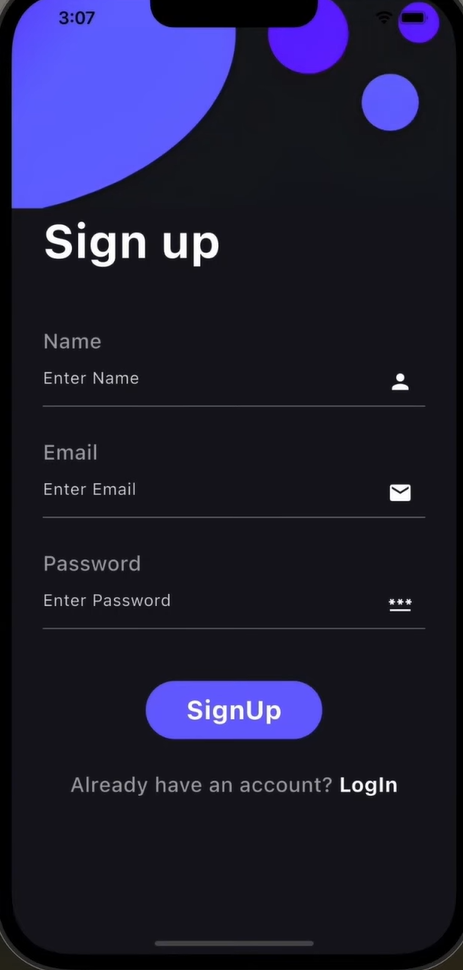 3:07
Sign up
Name
Enter Name
Email
Enter Email
Password
Enter Password
***
SignUp
Already have an account? LogIn